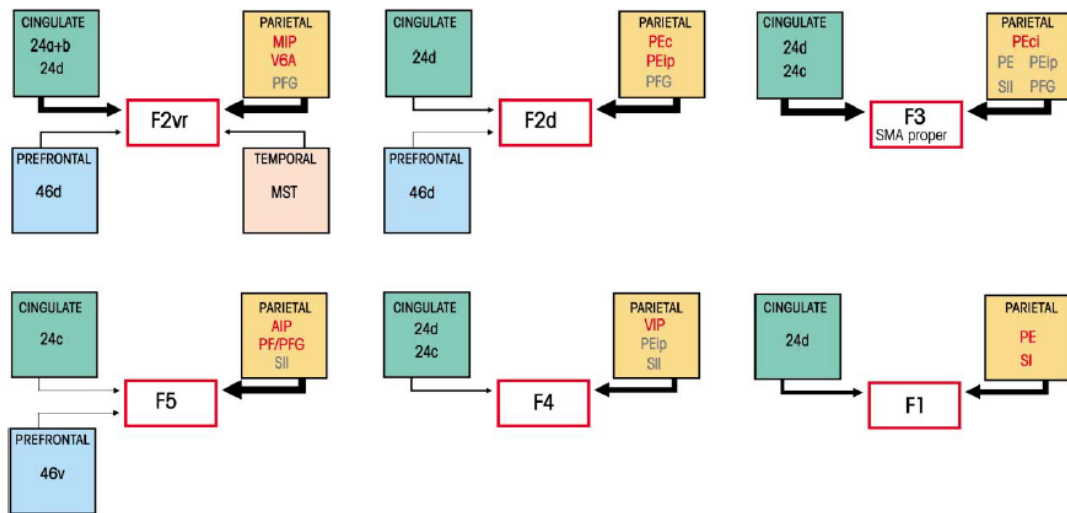 CINGULATE
24a+b
24d
PARIETAL
MIP
V6A
PFG
F2vr
PREFRONTAL
46d
TEMPORAL
MST
CINGULATE
24d
PARIETAL
PEc
PEip
PFG
F2d
PREFRONTAL
46d
CINGULATE
24d
24c
PARIETAL
PEci
PE PEip
SII PFG
F3
SMA proper
CINGULATE
24c
PARIETAL
AIP
PF/PFG
SII
F5
PREFRONTAL
46v
CINGULATE
24d
24c
PARIETAL
VIP
PEip
SII
F4
CINGULATE
24d
PARIETAL
PE
SI
F1